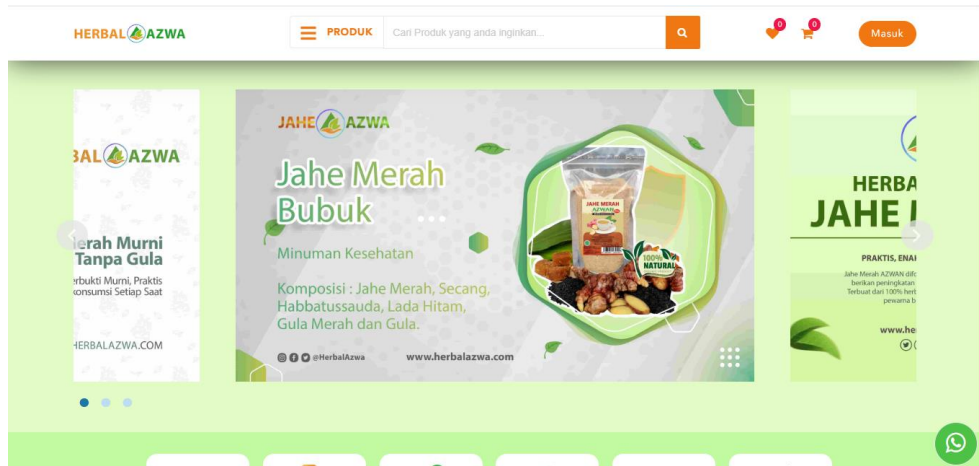 HERBAL AZWA
PRODUK
Cari Produk yang anda inginkan...
0
0
Masuk
BAL AZWA
erah Murni
Tanpa Gula
erbukti Murni, Praktis
konsumsi Setiap Saat
HERBALAZWA.COM
JAHE AZWA
Jahe Merah
Bubuk
Minuman Kesehatan
Komposisi : Jahe Merah, Secang,
Habbatussauda, Lada Hitam,
Gula Merah dan Gula.
@HerbalAzwa
www.herbalazwa.com
JAHE MERAH
AZWAN
100%
NATURAL
HERBA
JAHE
PRAKTIS, ENA
Jahe Merah AZWAN difo
berikan peningkatan
Terbuat dari 100% herb
pewarna b
www.he